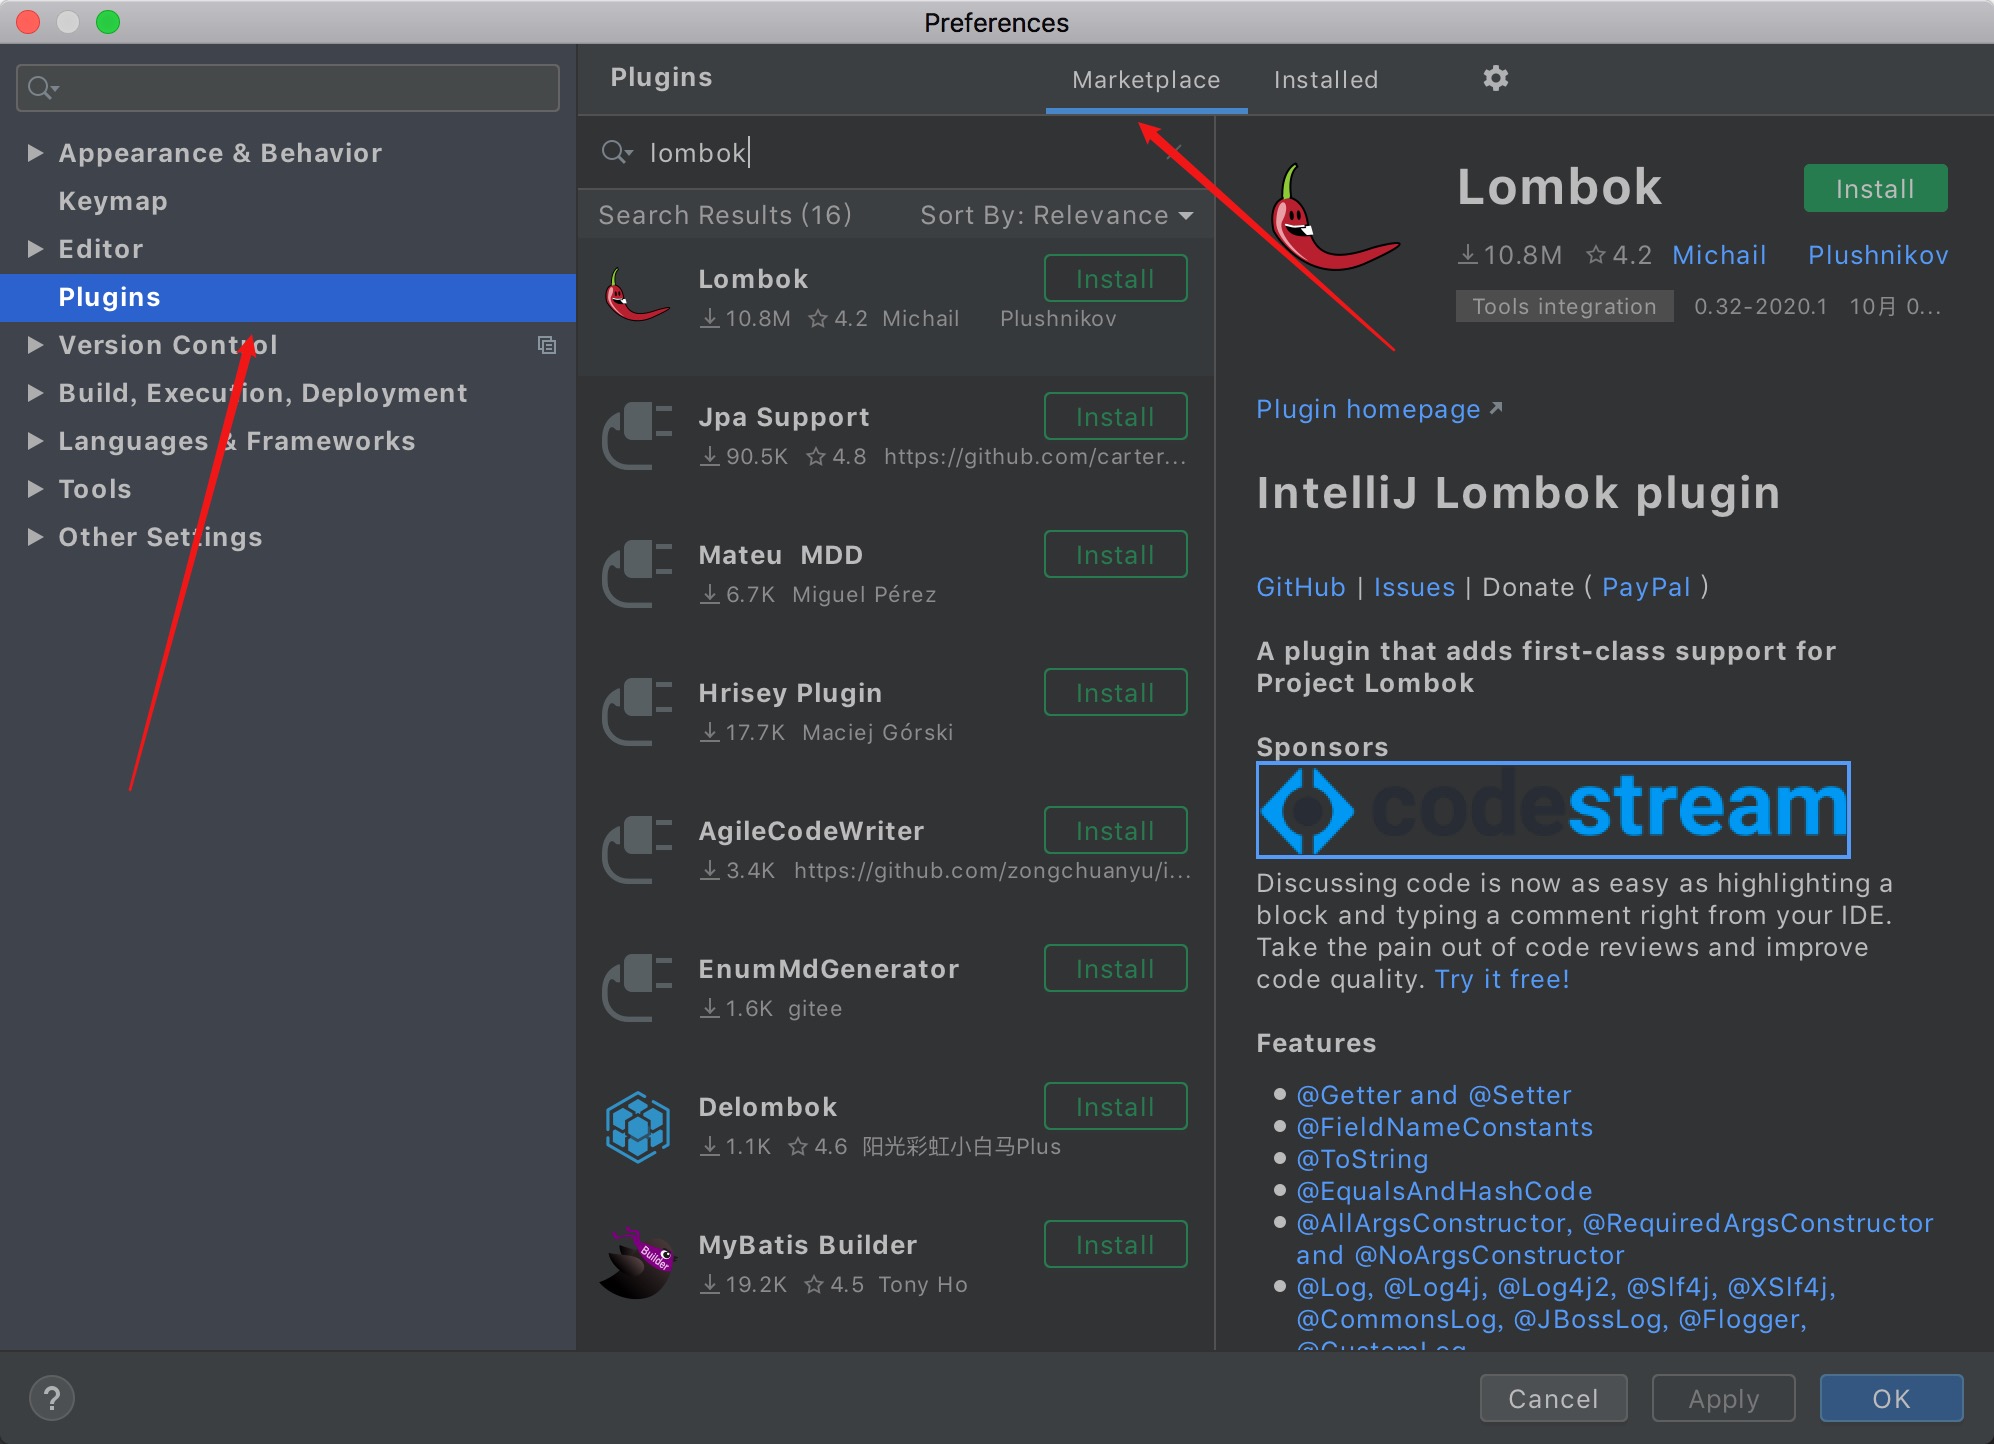 Preferences
Appearance & Behavior
Keymap
Editor
Plugins
Version Control
Build, Execution, Deployment
Languages & Frameworks
Tools
Other Settings
Plugins
Marketplace
Installed
lombok
Search Results (16)
Sort By: Relevance
Lombok
Install
10.8M 4.2 Michail Plushnikov
Jpa Support
Install
90.5K 4.8 https://github.com/carter...
Mateu MDD
Install
6.7K Miguel Pérez
Hrisey Plugin
Install
17.7K Maciej Górski
AgileCodeWriter
Install
3.4K https://github.com/zongchuanyu/i...
EnumMdGenerator
Install
1.6K gitee
Delombok
Install
1.1K 4.6 阳光彩虹小白马Plus
MyBatis Builder
Install
Builder
19.2K 4.5 Tony Ho
Lombok
Install
10.8M 4.2 Michail Plushnikov
Tools integration 0.32-2020.1 10月 0...
Plugin homepage
IntelliJ Lombok plugin
GitHub | Issues | Donate ( PayPal )
A plugin that adds first-class support for
Project Lombok
Sponsors
codestream
Discussing code is now as easy as highlighting a
block and typing a comment right from your IDE.
Take the pain out of code reviews and improve
code quality. Try it free!
Features
@Getter and @Setter
@FieldNameConstants
@ToString
@EqualsAndHashCode
@AllArgsConstructor, @RequiredArgsConstructor
and @NoArgsConstructor
@Log, @Log4j, @Log4j2, @Slf4j, @XSlf4j,
@CommonsLog, @JBossLog, @Flogger,
@CustomLog
?
Cancel
Apply
OK